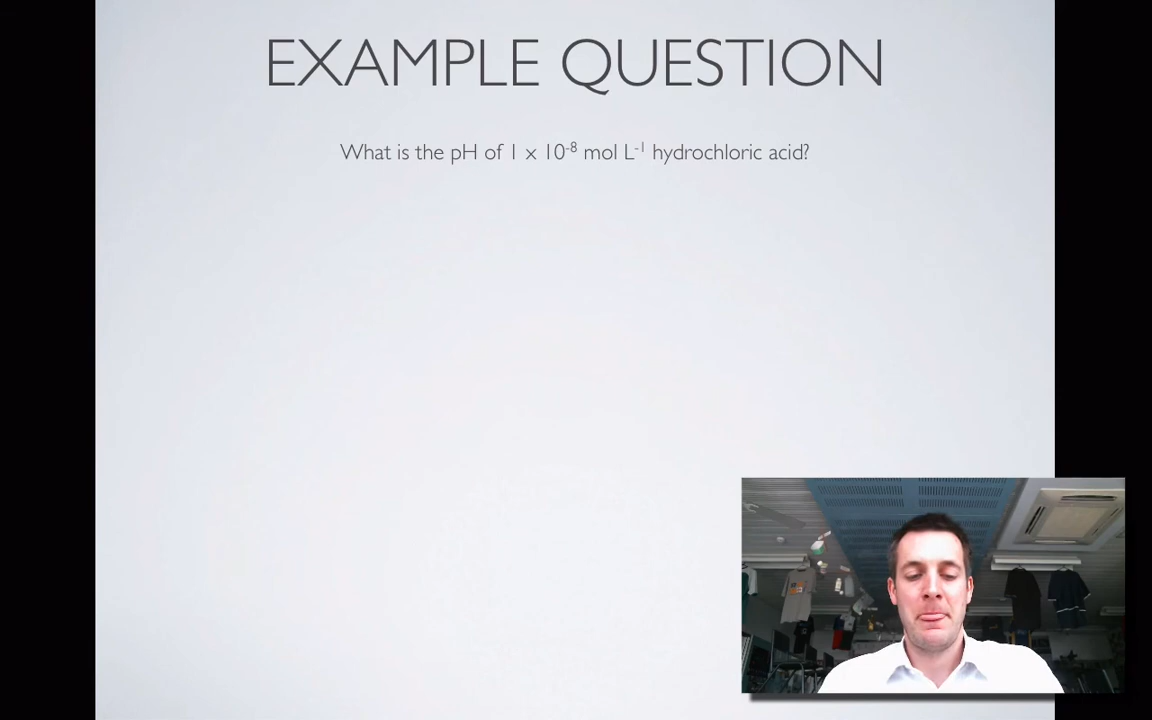 EXAMPLE QUESTION
What is the pH of 1 x 10⁻⁸ mol L⁻¹ hydrochloric acid?